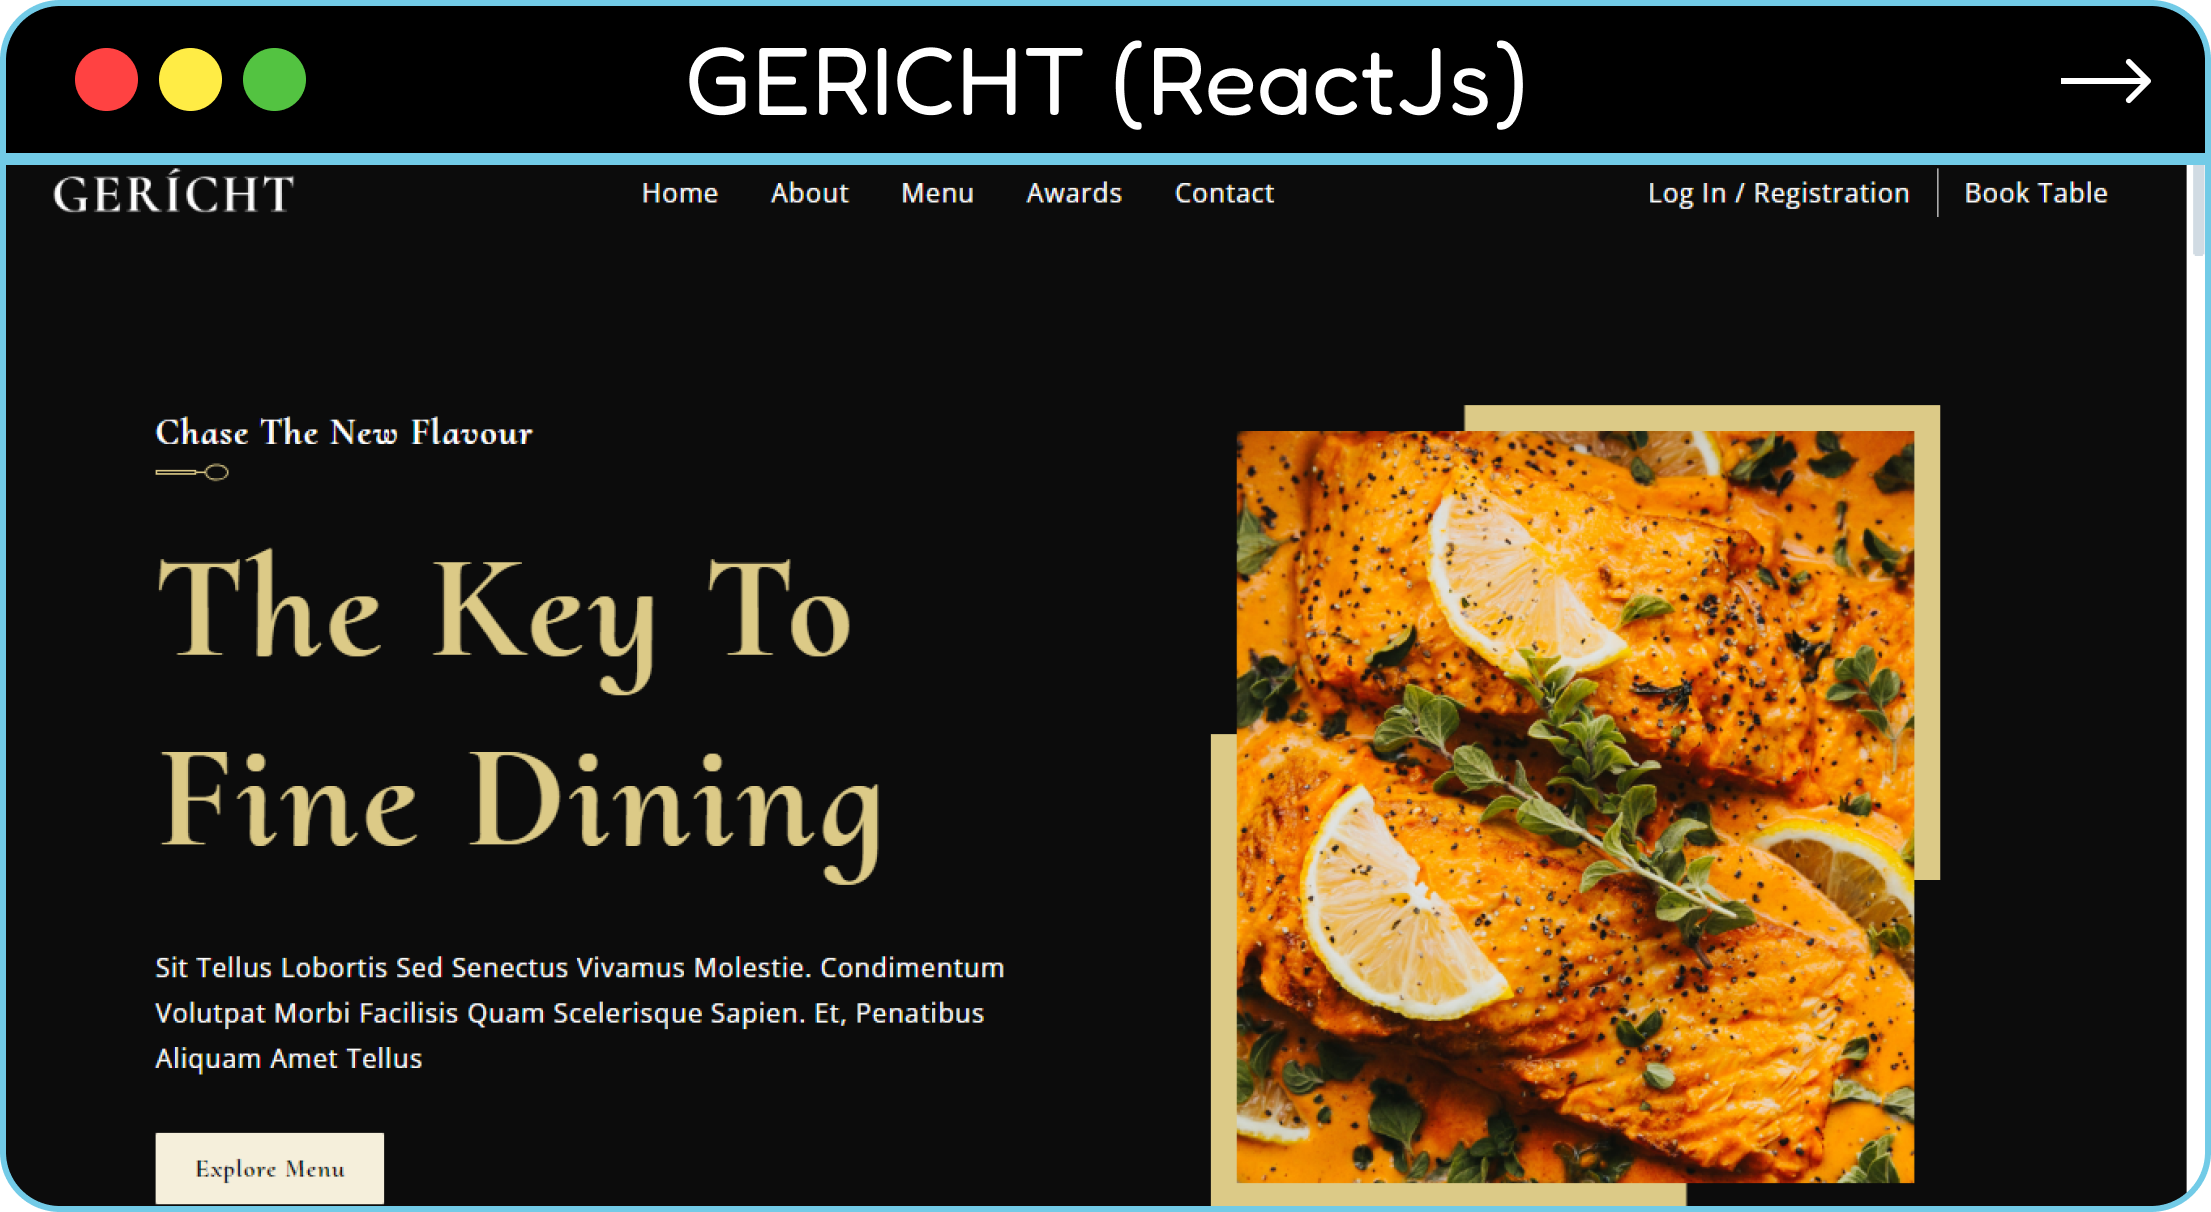 GERICHT (ReactJs)
GERÍCHT
Home About Menu Awards Contact
Log In / Registration Book Table
Chase The New Flavour
The Key To
Fine Dining
Sit Tellus Lobortis Sed Senectus Vivamus Molestie. Condimentum
Volutpat Morbi Facilisis Quam Scelerisque Sapien. Et, Penatibus
Aliquam Amet Tellus
Explore Menu